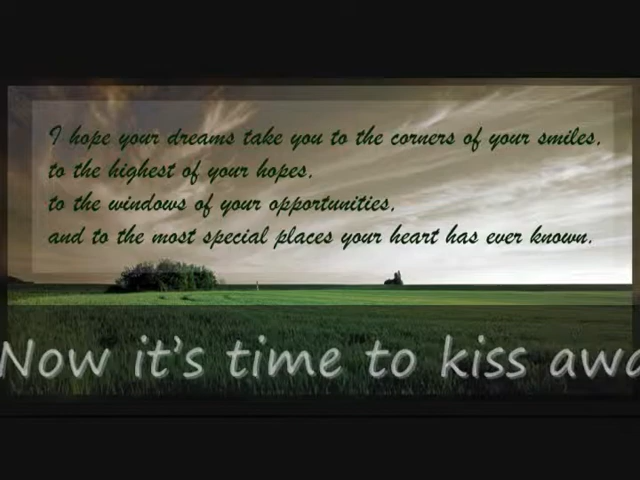 I hope your dreams take you to the corners of your smiles,
to the highest of your hopes,
to the windows of your opportunities,
and to the most special places your heart has ever known.
Now it's time to kiss awa